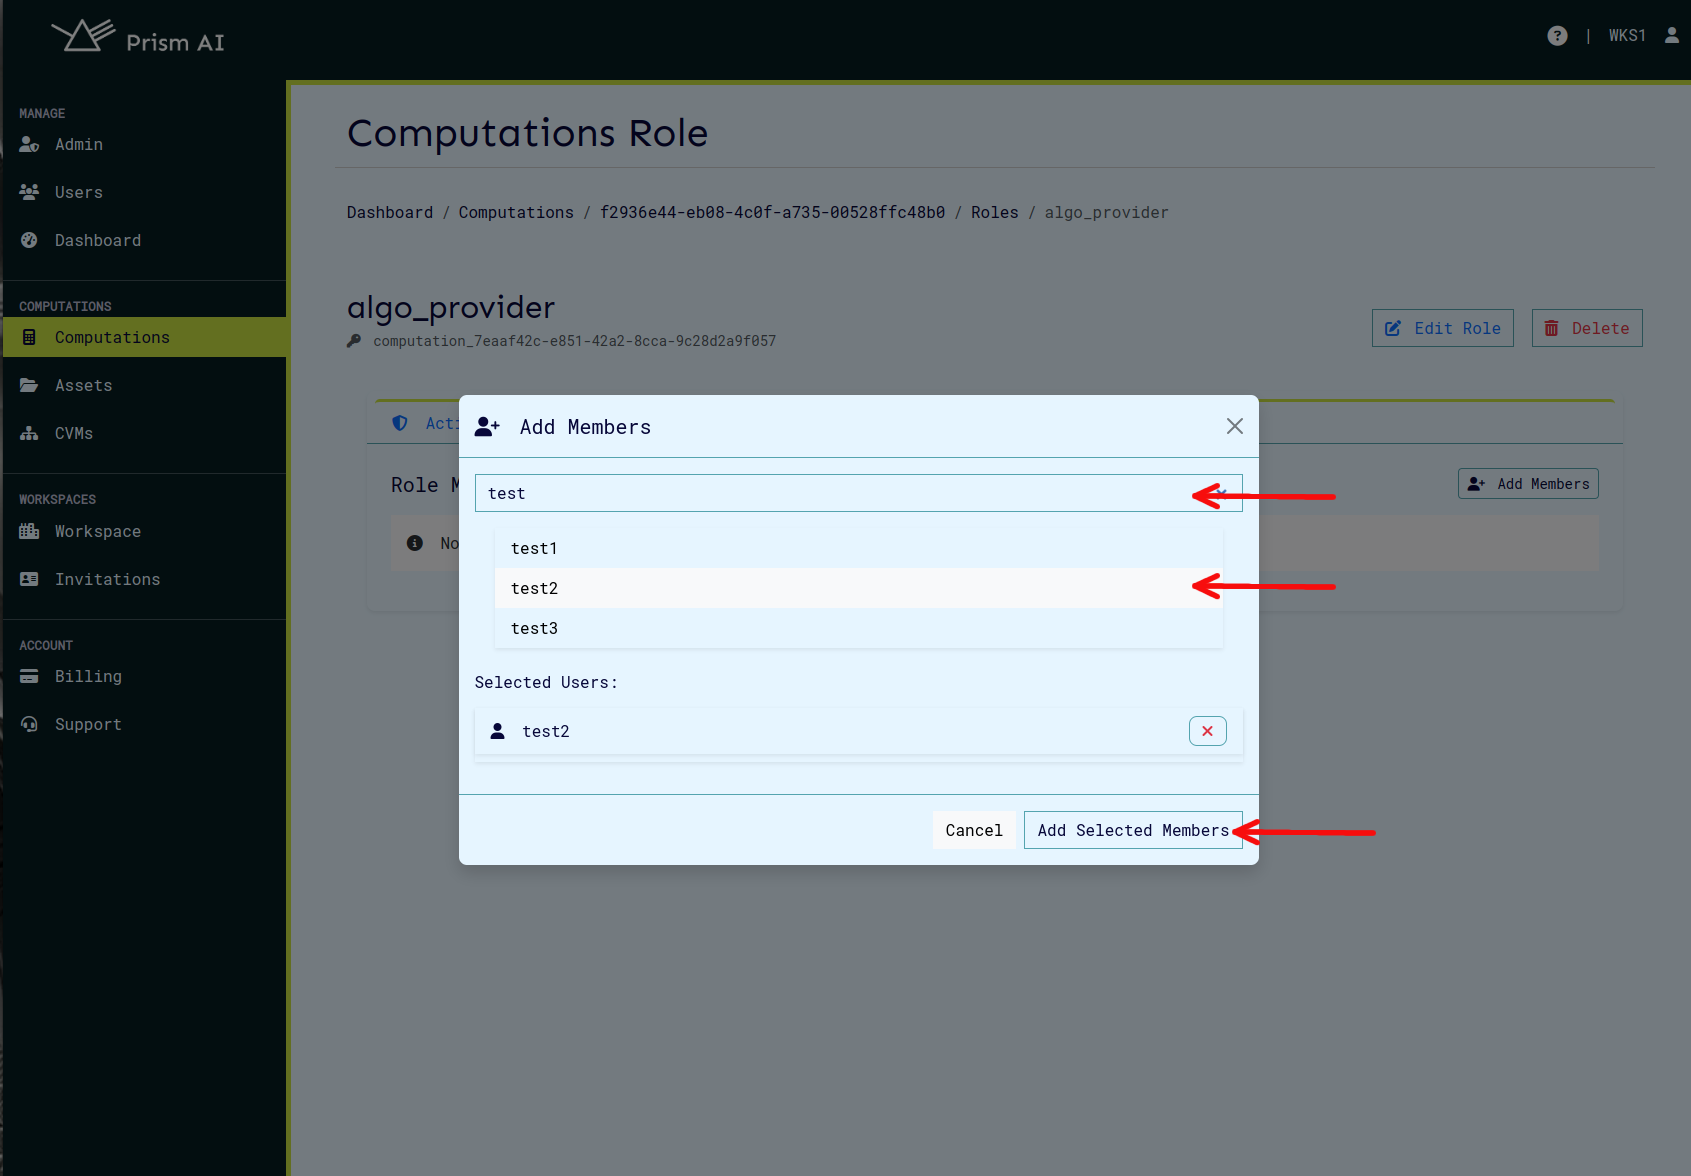 Prism AI
? | WKS1
MANAGE
Admin
Users
Dashboard
COMPUTATIONS
Computations
Assets
CVMs
WORKSPACES
Workspace
Invitations
ACCOUNT
Billing
Support
Computations Role
Dashboard / Computations / f2936e44-eb08-4c0f-a735-00528ffc48b0 / Roles / algo_provider
algo_provider
computation_7eaaf42c-e851-42a2-8cca-9c28d2a9f057
Edit Role
Delete
Acti
Role M
Add Members
No
Add Members
test
test1
test2
test3
Selected Users:
test2
Cancel
Add Selected Members